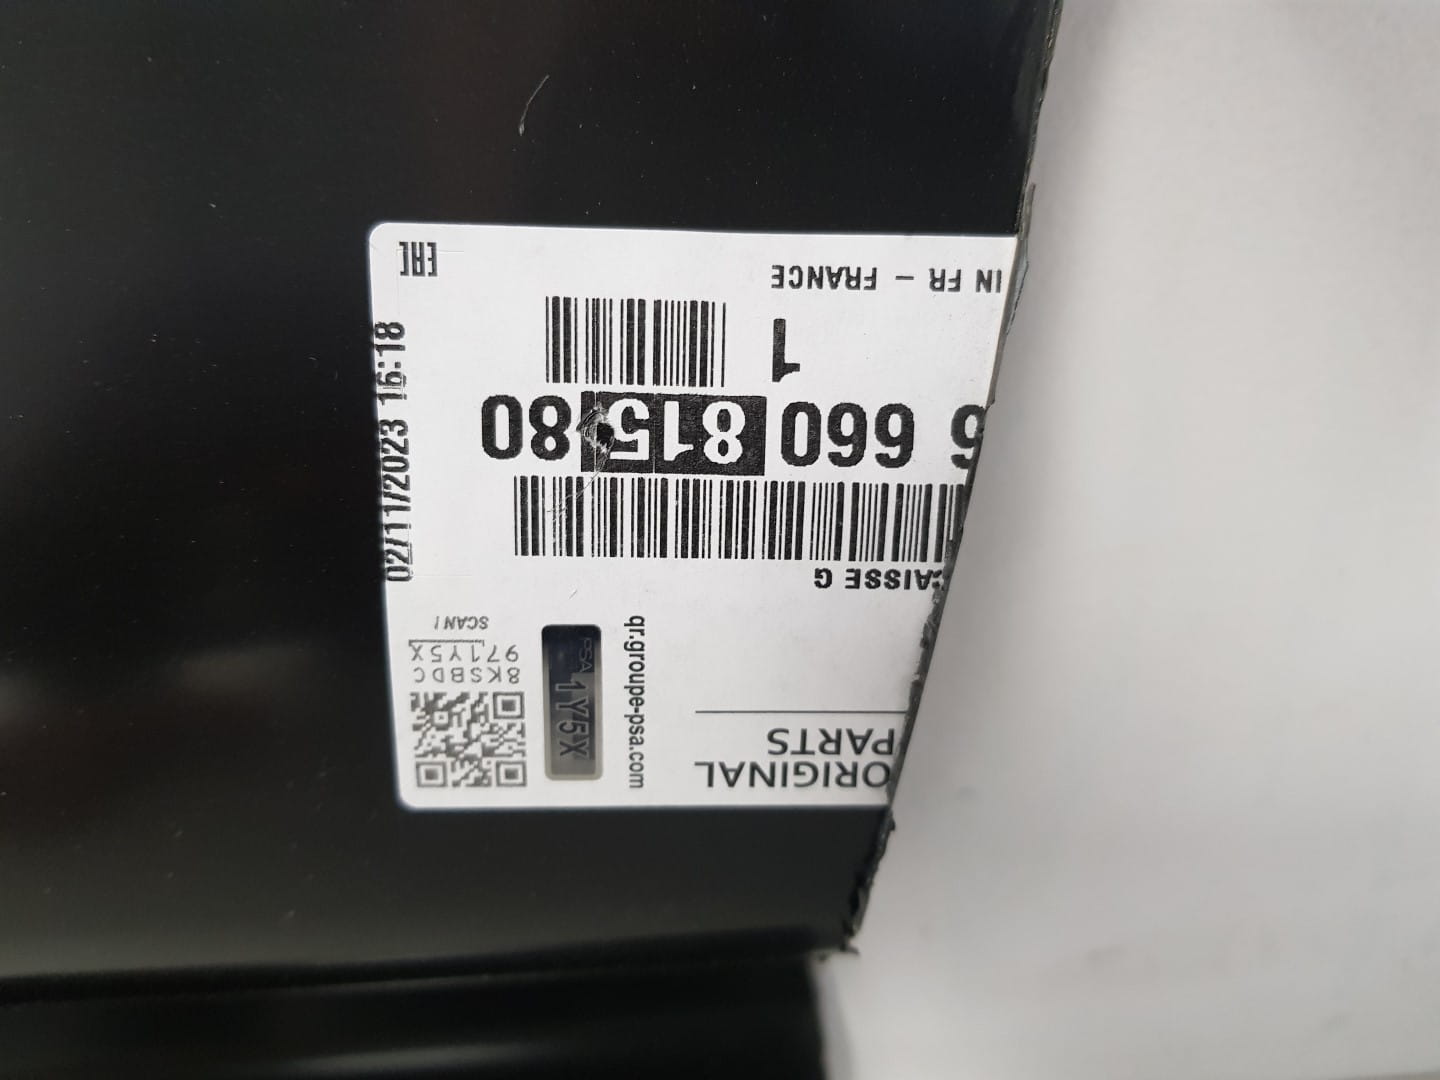 ORIGINAL
PARTS
qr.groupe-psa.com
PSA 1Y5X
8KSBDC
971Y5X
SCAN !
AISSE G
6 660 815 80
1
IN FR - FRANCE
02/11/2023 16:18
EAC